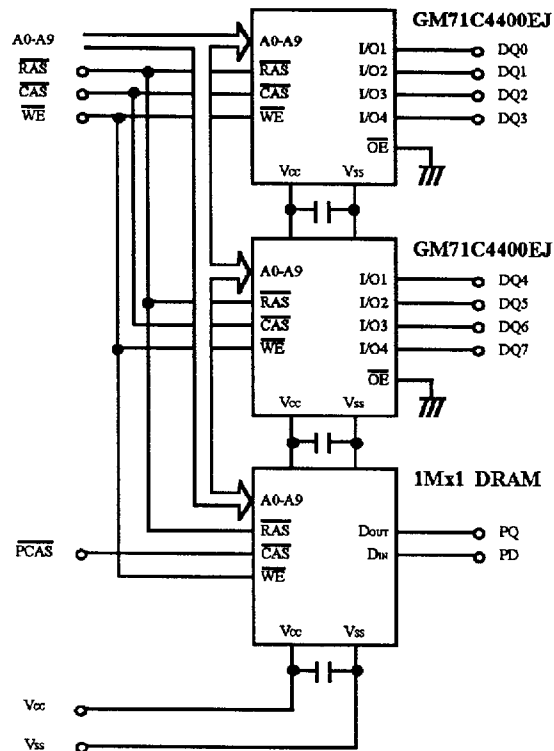 GM71C4400EJ
A0-A9
A0-A9
I/O1
DQ0
RAS
RAS
I/O2
DQ1
CAS
CAS
I/O3
DQ2
WE
WE
I/O4
DQ3
OE
Vcc
Vss
GM71C4400EJ
A0-A9
I/O1
DQ4
RAS
I/O2
DQ5
CAS
I/O3
DQ6
WE
I/O4
DQ7
OE
Vcc
Vss
1Mx1 DRAM
A0-A9
RAS
DOUT
PQ
PCAS
CAS
DIN
PD
WE
Vcc
Vss
Vcc
Vss